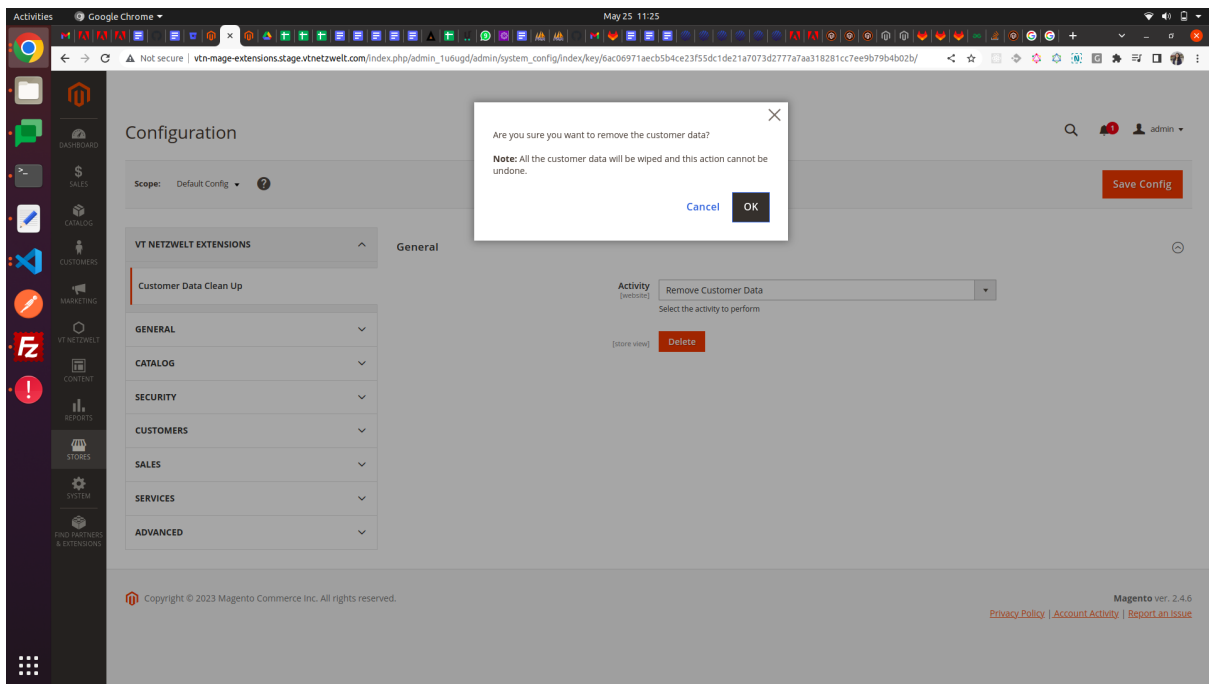 Activities
Google Chrome
May 25 11:25
Not secure | vtn-mage-extensions.stage.vtnetzwelt.com/index.php/admin_1u6ugd/admin/system_config/index/key/6ac06971aecb5b4ce23f55dc1de21a7073d2777a7aa318281cc7ee9b79b4b02b/
DASHBOARD
SALES
CATALOG
CUSTOMERS
MARKETING
VT NETZWELT
CONTENT
REPORTS
STORES
SYSTEM
FIND PARTNERS
& EXTENSIONS
Configuration
1
admin
Scope: Default Config ?
Save Config
Are you sure you want to remove the customer data?
Note: All the customer data will be wiped and this action cannot be
undone.
Cancel OK
VT NETZWELT EXTENSIONS
Customer Data Clean Up
GENERAL
CATALOG
SECURITY
CUSTOMERS
SALES
SERVICES
ADVANCED
General
Activity
[website]
Remove Customer Data
Select the activity to perform
[store view]
Delete
Copyright © 2023 Magento Commerce Inc. All rights reserved.
Magento ver. 2.4.6
Privacy Policy | Account Activity | Report an Issue